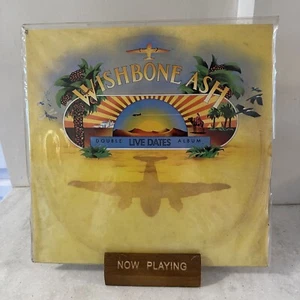 WISHBONE ASH
DOUBLE LIVE DATES ALBUM
NOW PLAYING